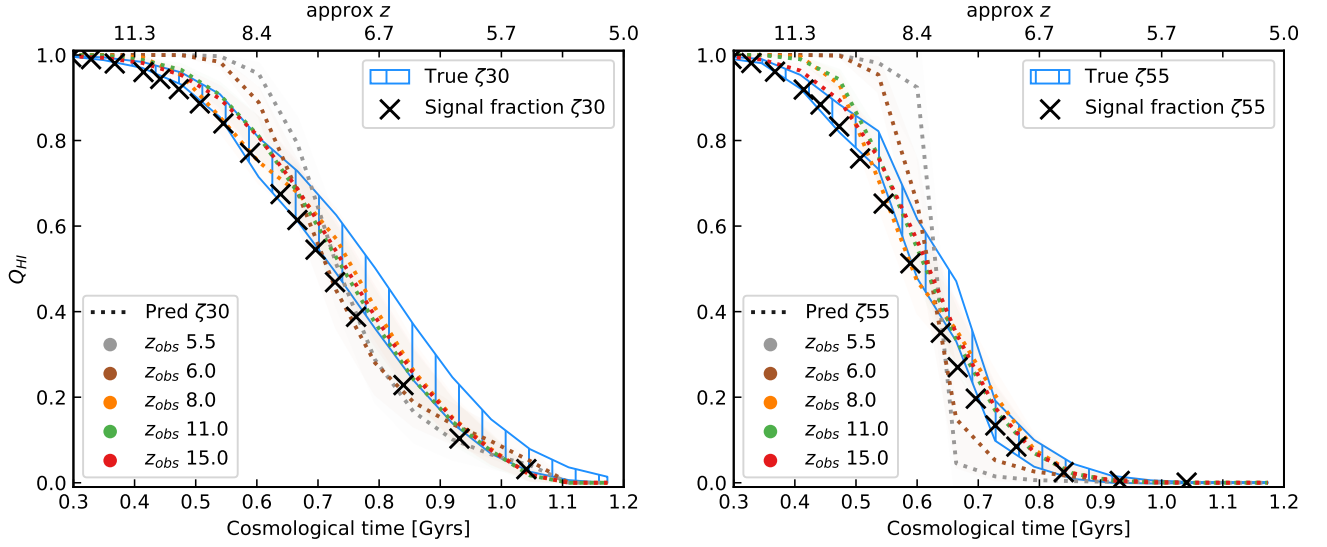 approx z
11.3 8.4 6.7 5.7 5.0
1.0
0.8
0.6
0.4
0.2
0.0
Q_HI
True ζ30
Signal fraction ζ30
Pred ζ30
z_obs 5.5
z_obs 6.0
z_obs 8.0
z_obs 11.0
z_obs 15.0
0.3 0.4 0.5 0.6 0.7 0.8 0.9 1.0 1.1 1.2
Cosmological time [Gyrs]
approx z
11.3 8.4 6.7 5.7 5.0
1.0
0.8
0.6
0.4
0.2
0.0
True ζ55
Signal fraction ζ55
Pred ζ55
z_obs 5.5
z_obs 6.0
z_obs 8.0
z_obs 11.0
z_obs 15.0
0.3 0.4 0.5 0.6 0.7 0.8 0.9 1.0 1.1 1.2
Cosmological time [Gyrs]